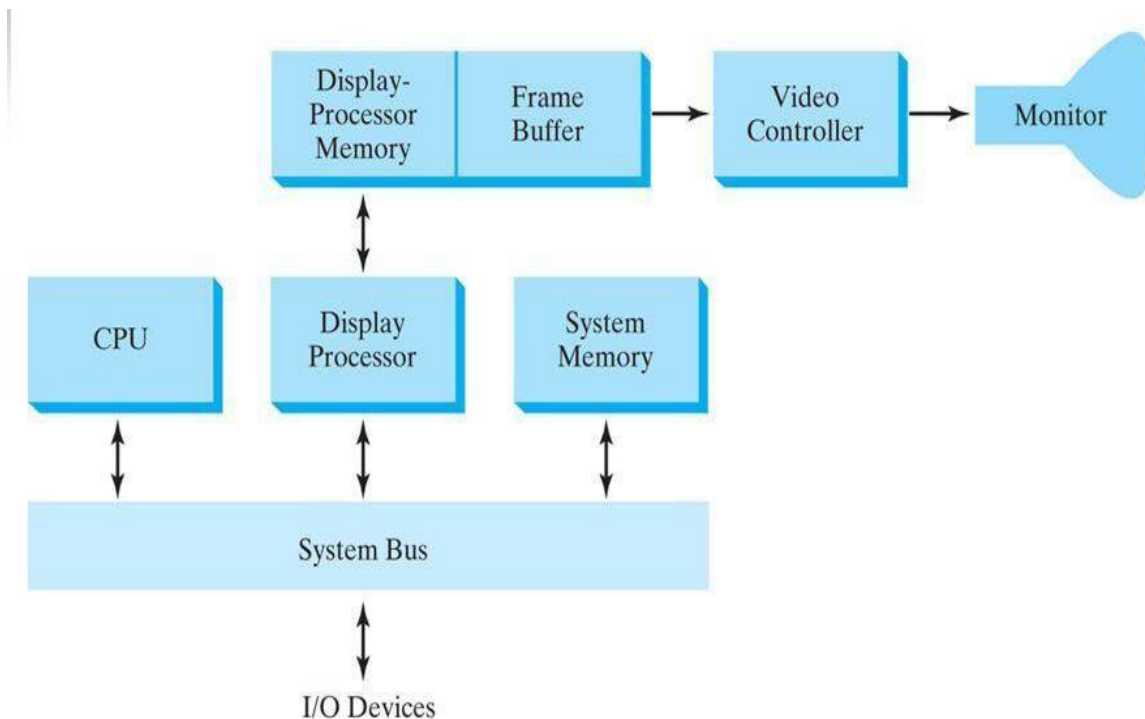 Display-
Processor
Memory
Frame
Buffer
Video
Controller
Monitor
CPU
Display
Processor
System
Memory
System Bus
I/O Devices